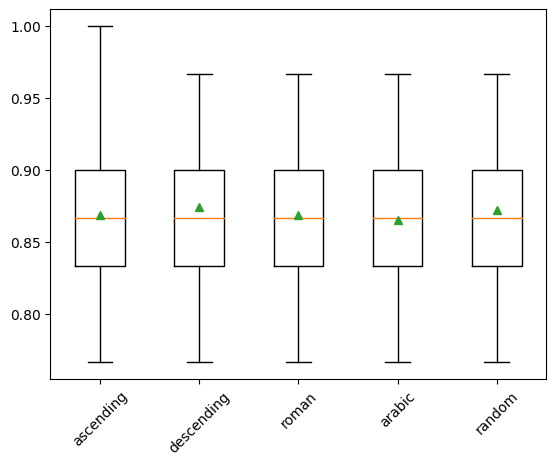 1.00
0.95
0.90
0.85
0.80
ascending
descending
roman
arabic
random